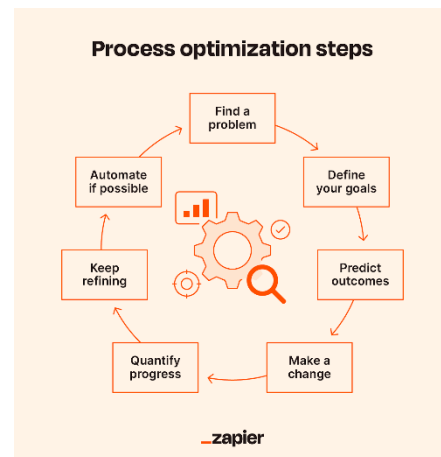 Process optimization steps
Find a
problem
Define
your goals
Predict
outcomes
Make a
change
Quantify
progress
Keep
refining
Automate
if possible
_zapier